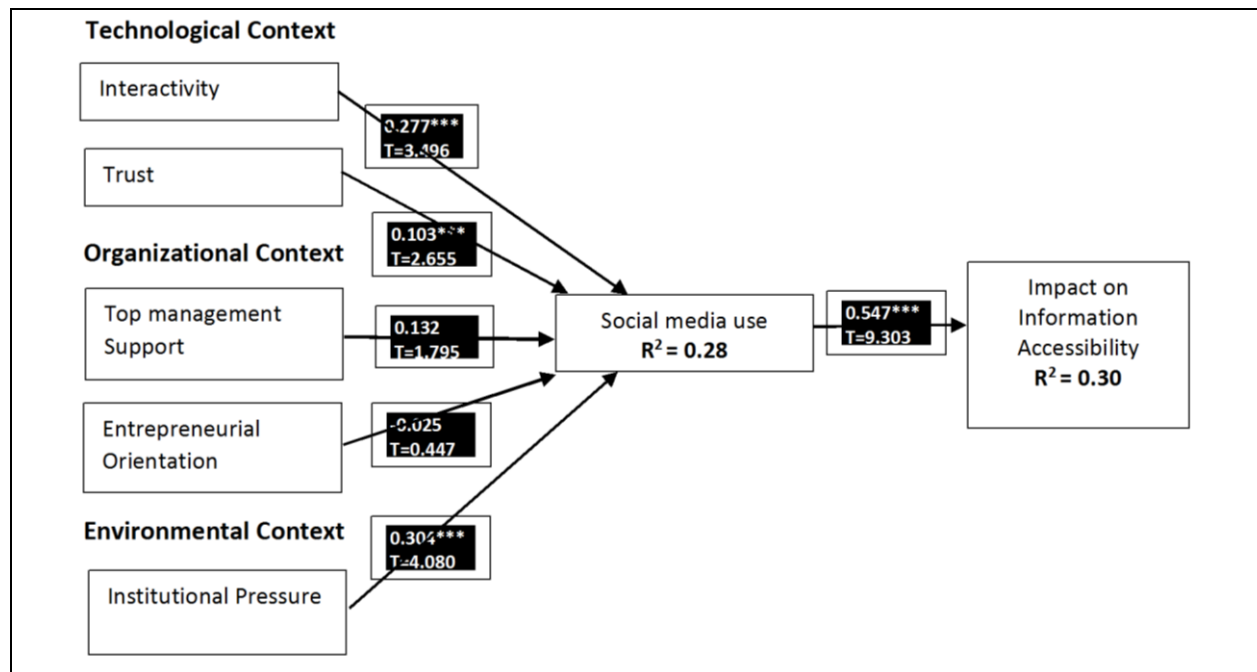 Technological Context
Interactivity
0.277***
T=3.496
Trust
0.103***
T=2.655
Organizational Context
Top management
Support
0.132
T=1.795
Entrepreneurial
Orientation
-0.025
T=0.447
Environmental Context
Institutional Pressure
0.304***
T=4.080
Social media use
R² = 0.28
0.547***
T=9.303
Impact on
Information
Accessibility
R² = 0.30